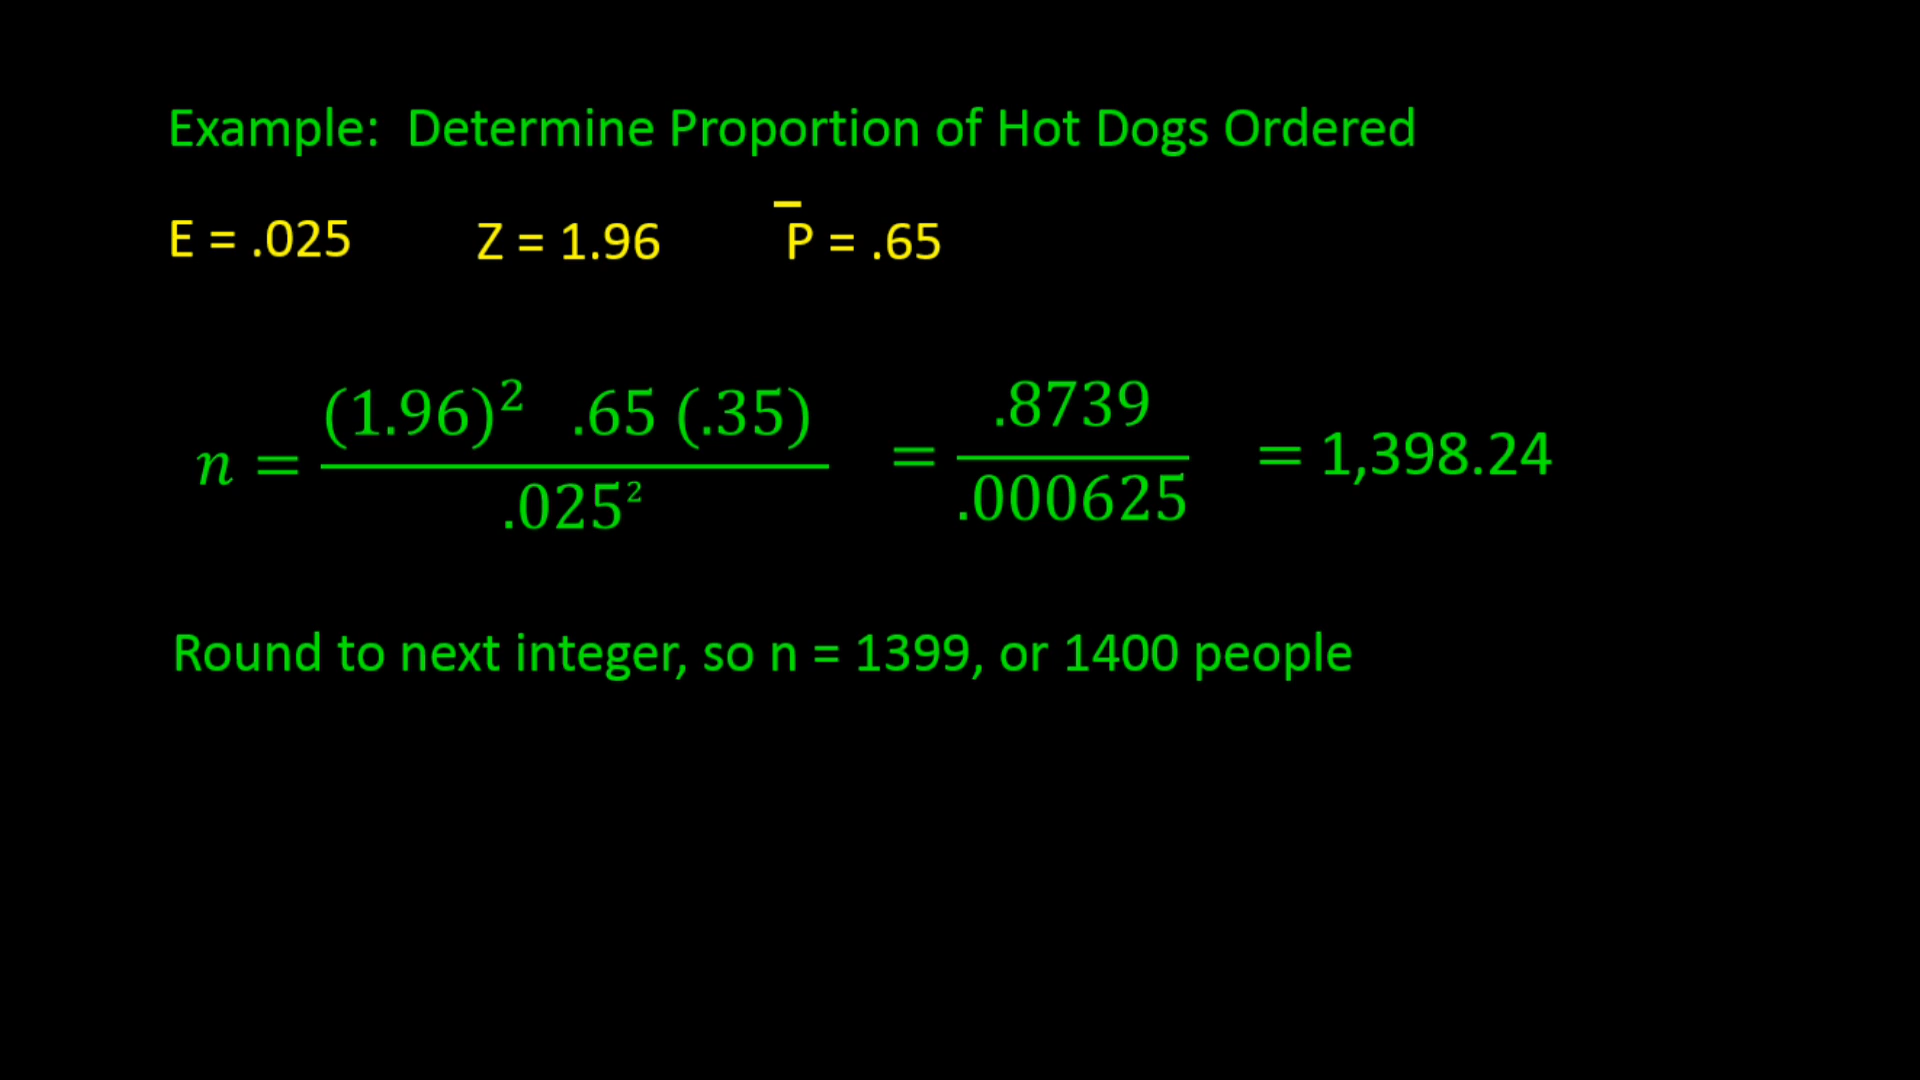 Example: Determine Proportion of Hot Dogs Ordered
E = .025 Z = 1.96 P̅ = .65
n = (1.96)² .65 (.35) / .025² = .8739 / .000625 = 1,398.24
Round to next integer, so n = 1399, or 1400 people